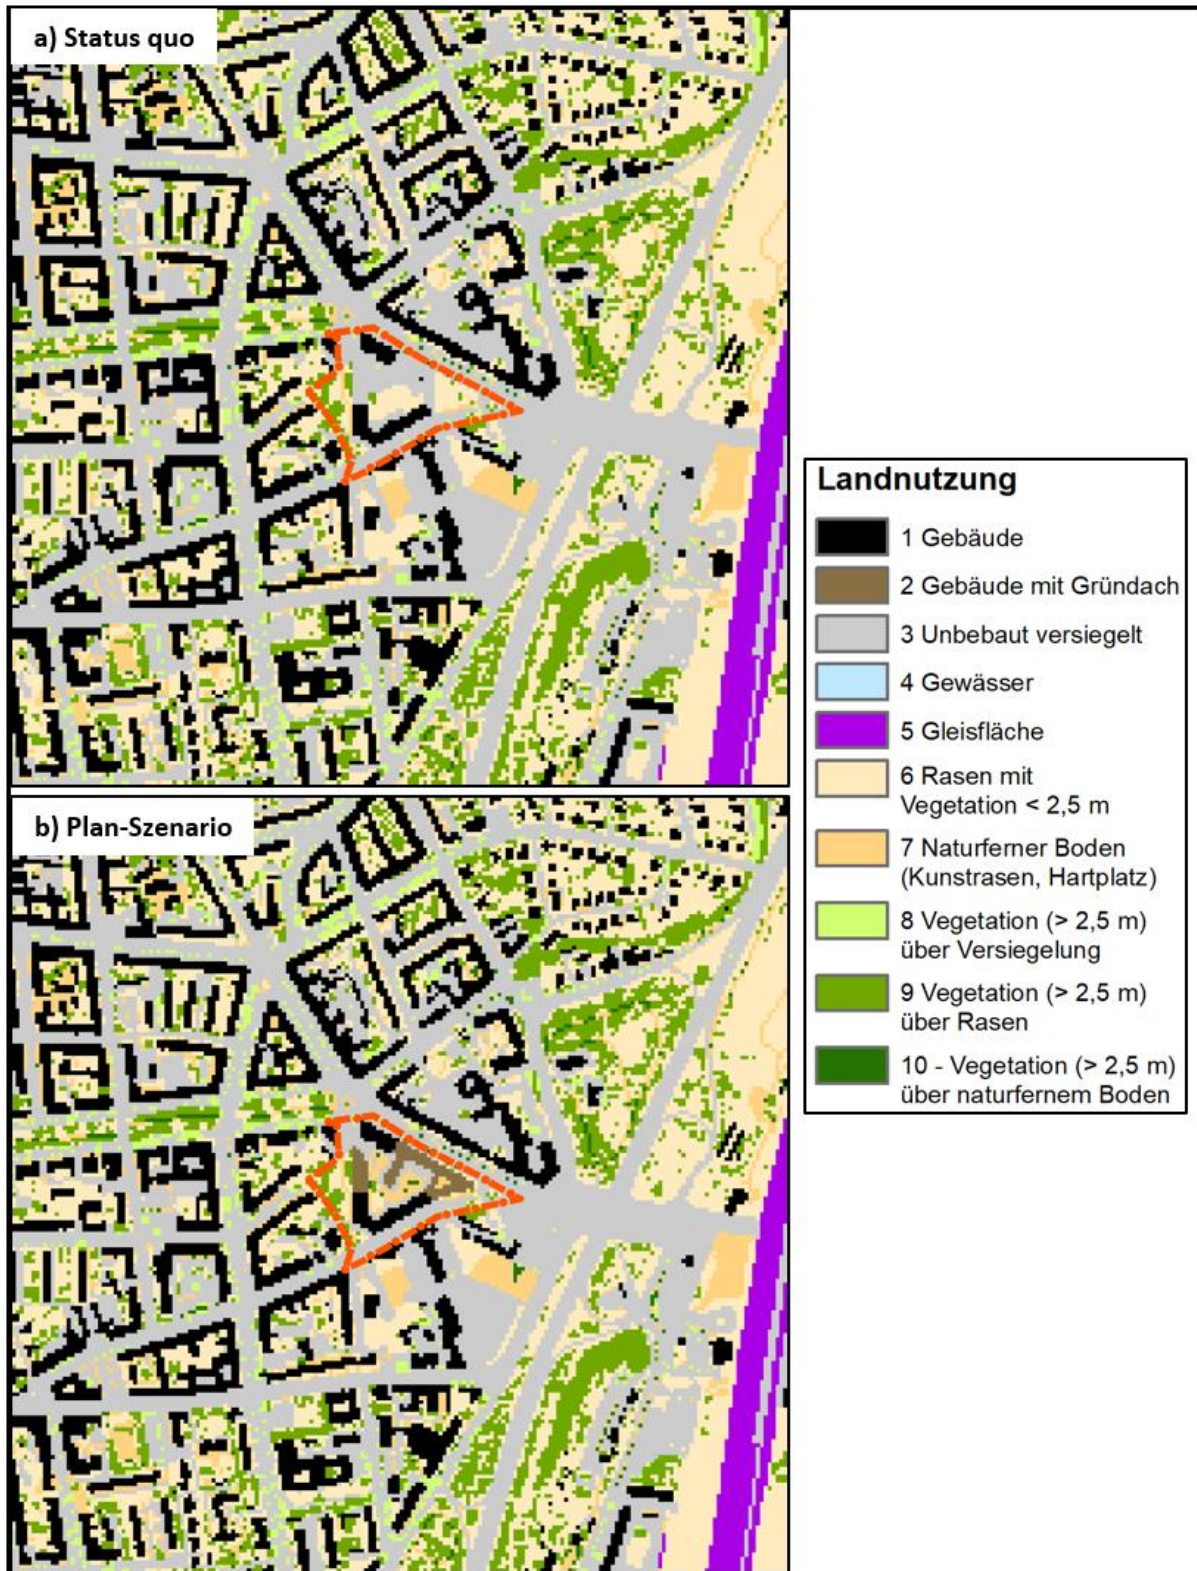 a) Status quo
Landnutzung
1 Gebäude
2 Gebäude mit Gründach
3 Unbebaut versiegelt
4 Gewässer
5 Gleisfläche
6 Rasen mit
Vegetation < 2,5 m
7 Naturferner Boden
(Kunstrasen, Hartplatz)
8 Vegetation (> 2,5 m)
über Versiegelung
9 Vegetation (> 2,5 m)
über Rasen
10 - Vegetation (> 2,5 m)
über naturfernem Boden
b) Plan-Szenario